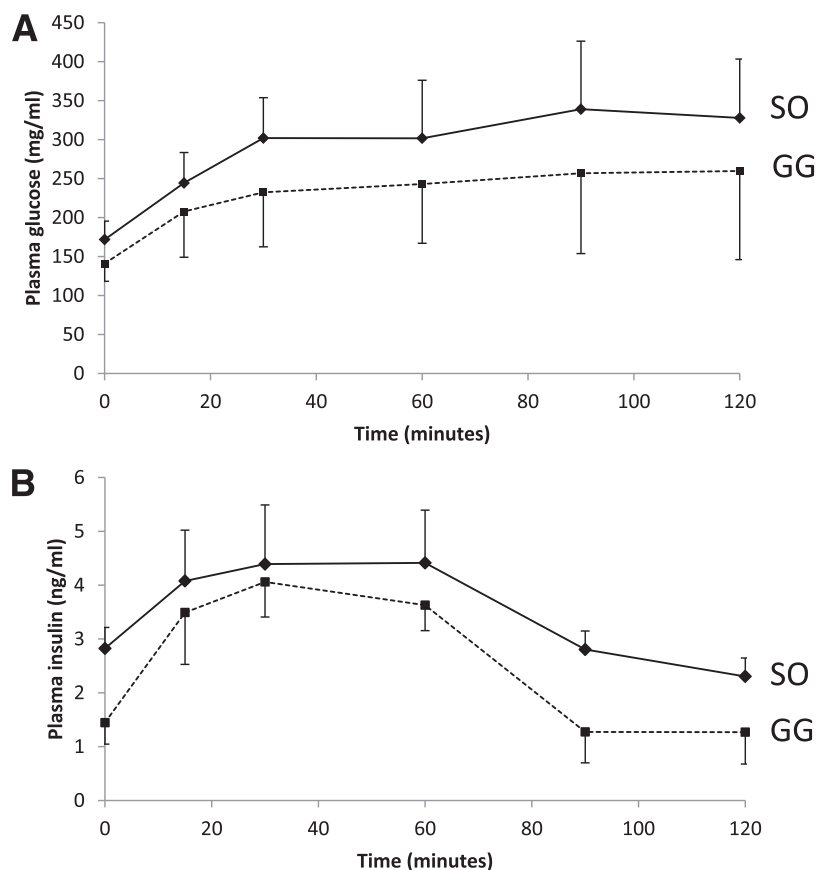 A
Plasma glucose (mg/ml)
450
400
350
300
250
200
150
100
50
0
SO
GG
0 20 40 60 80 100 120
Time (minutes)
B
Plasma insulin (ng/ml)
6
5
4
3
2
1
0
SO
GG
0 20 40 60 80 100 120
Time (minutes)